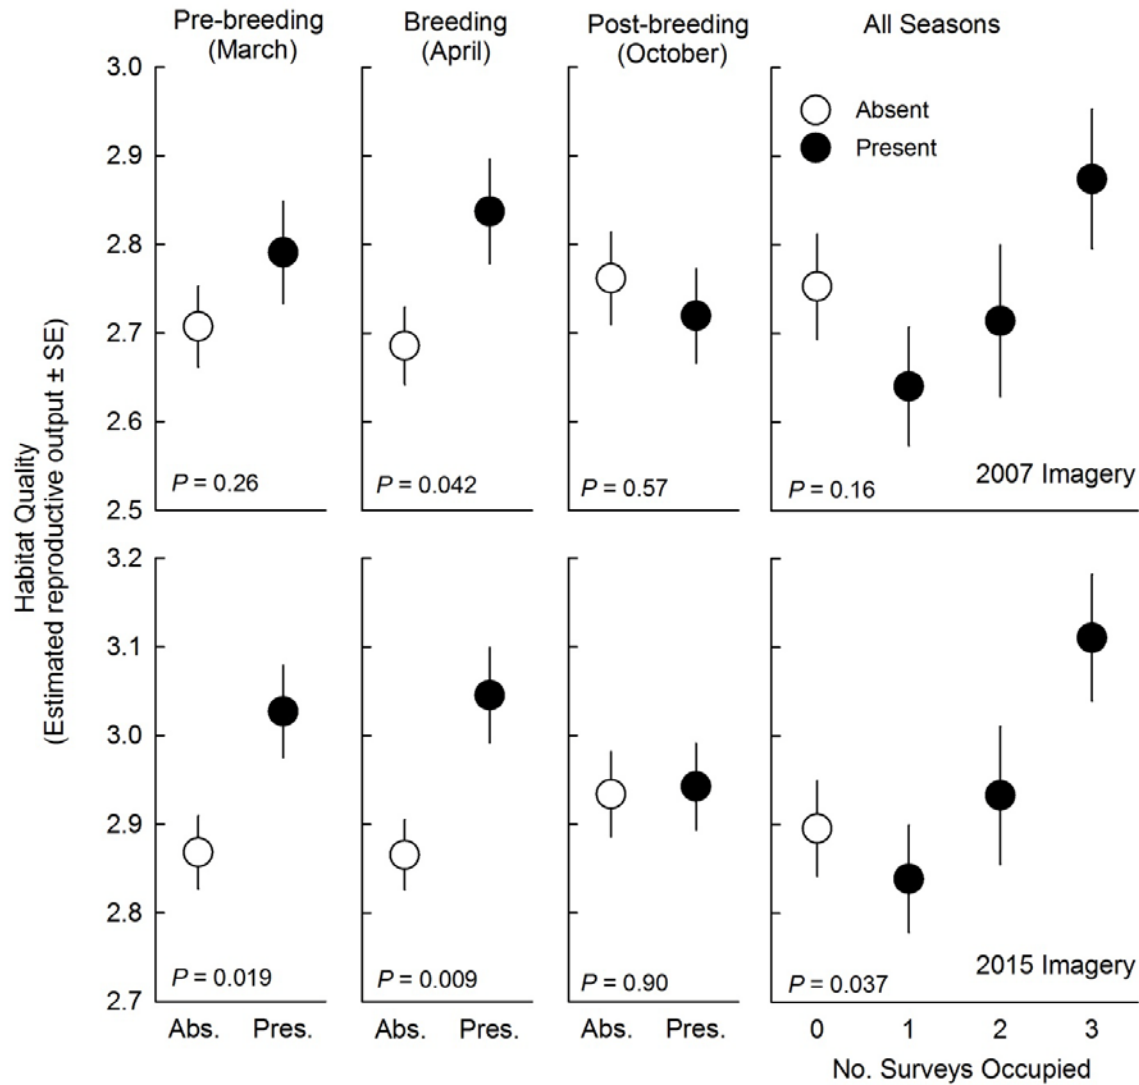 Pre-breeding
(March)
Breeding
(April)
Post-breeding
(October)
All Seasons
Habitat Quality
(Estimated reproductive output ± SE)
3.0
2.9
2.8
2.7
2.6
2.5
Absent
Present
P = 0.26
P = 0.042
P = 0.57
P = 0.16
2007 Imagery
3.2
3.1
3.0
2.9
2.8
2.7
P = 0.019
P = 0.009
P = 0.90
P = 0.037
2015 Imagery
Abs. Pres.
Abs. Pres.
Abs. Pres.
0 1 2 3
No. Surveys Occupied